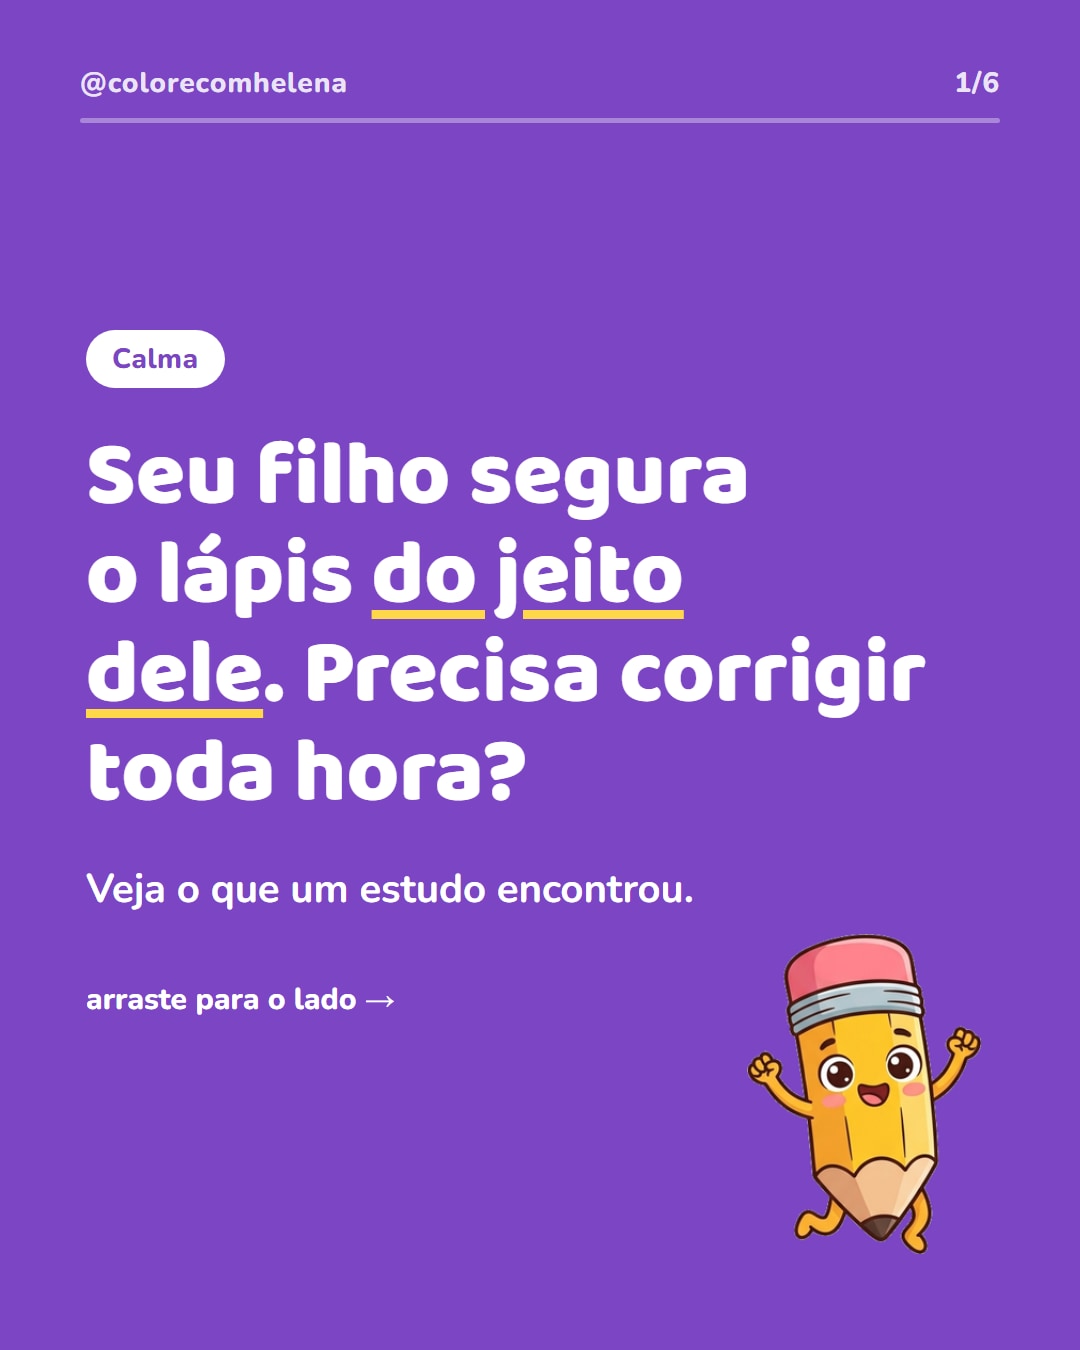 @colorecomhelena
1/6
Calma
Seu filho segura
o lápis do jeito
dele. Precisa corrigir
toda hora?
Veja o que um estudo encontrou.
arraste para o lado →